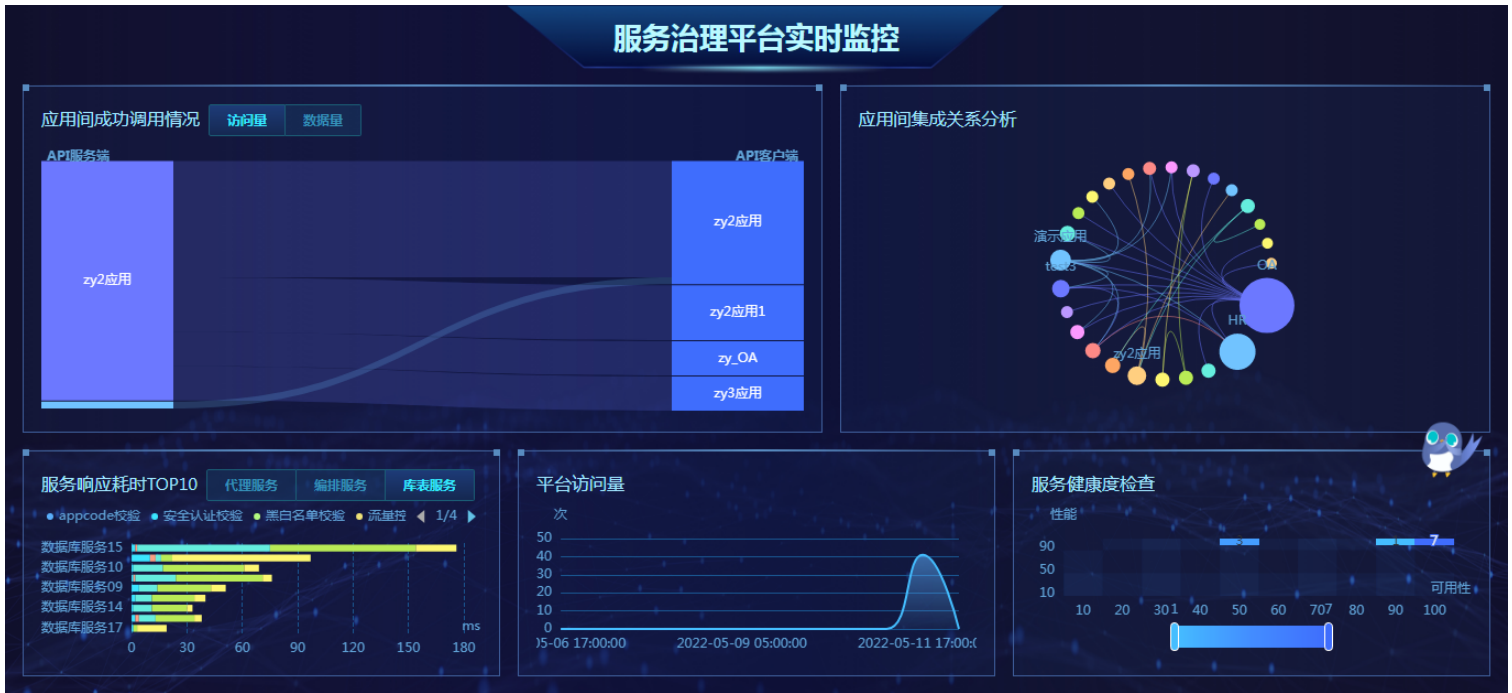 服务治理平台实时监控
应用间成功调用情况 访问量 数据量
API服务端 API客户端
zy2应用
zy2应用
zy2应用1
zy_OA
zy3应用
应用间集成关系分析
演示应用
test3
OA
HR
zy2应用
服务响应耗时TOP10 代理服务 编排服务 库表服务
appcode校验 安全认证校验 黑白名单校验 流量控 1/4
数据库服务15
数据库服务10
数据库服务09
数据库服务14
数据库服务17
ms
0 30 60 90 120 150 180
平台访问量
次
50
40
30
20
10
0
05-06 17:00:00 2022-05-09 05:00:00 2022-05-11 17:00:0
服务健康度检查
性能
90 3 1 7
50
10
可用性
10 20 30 40 50 60 70 80 90 100
1 7